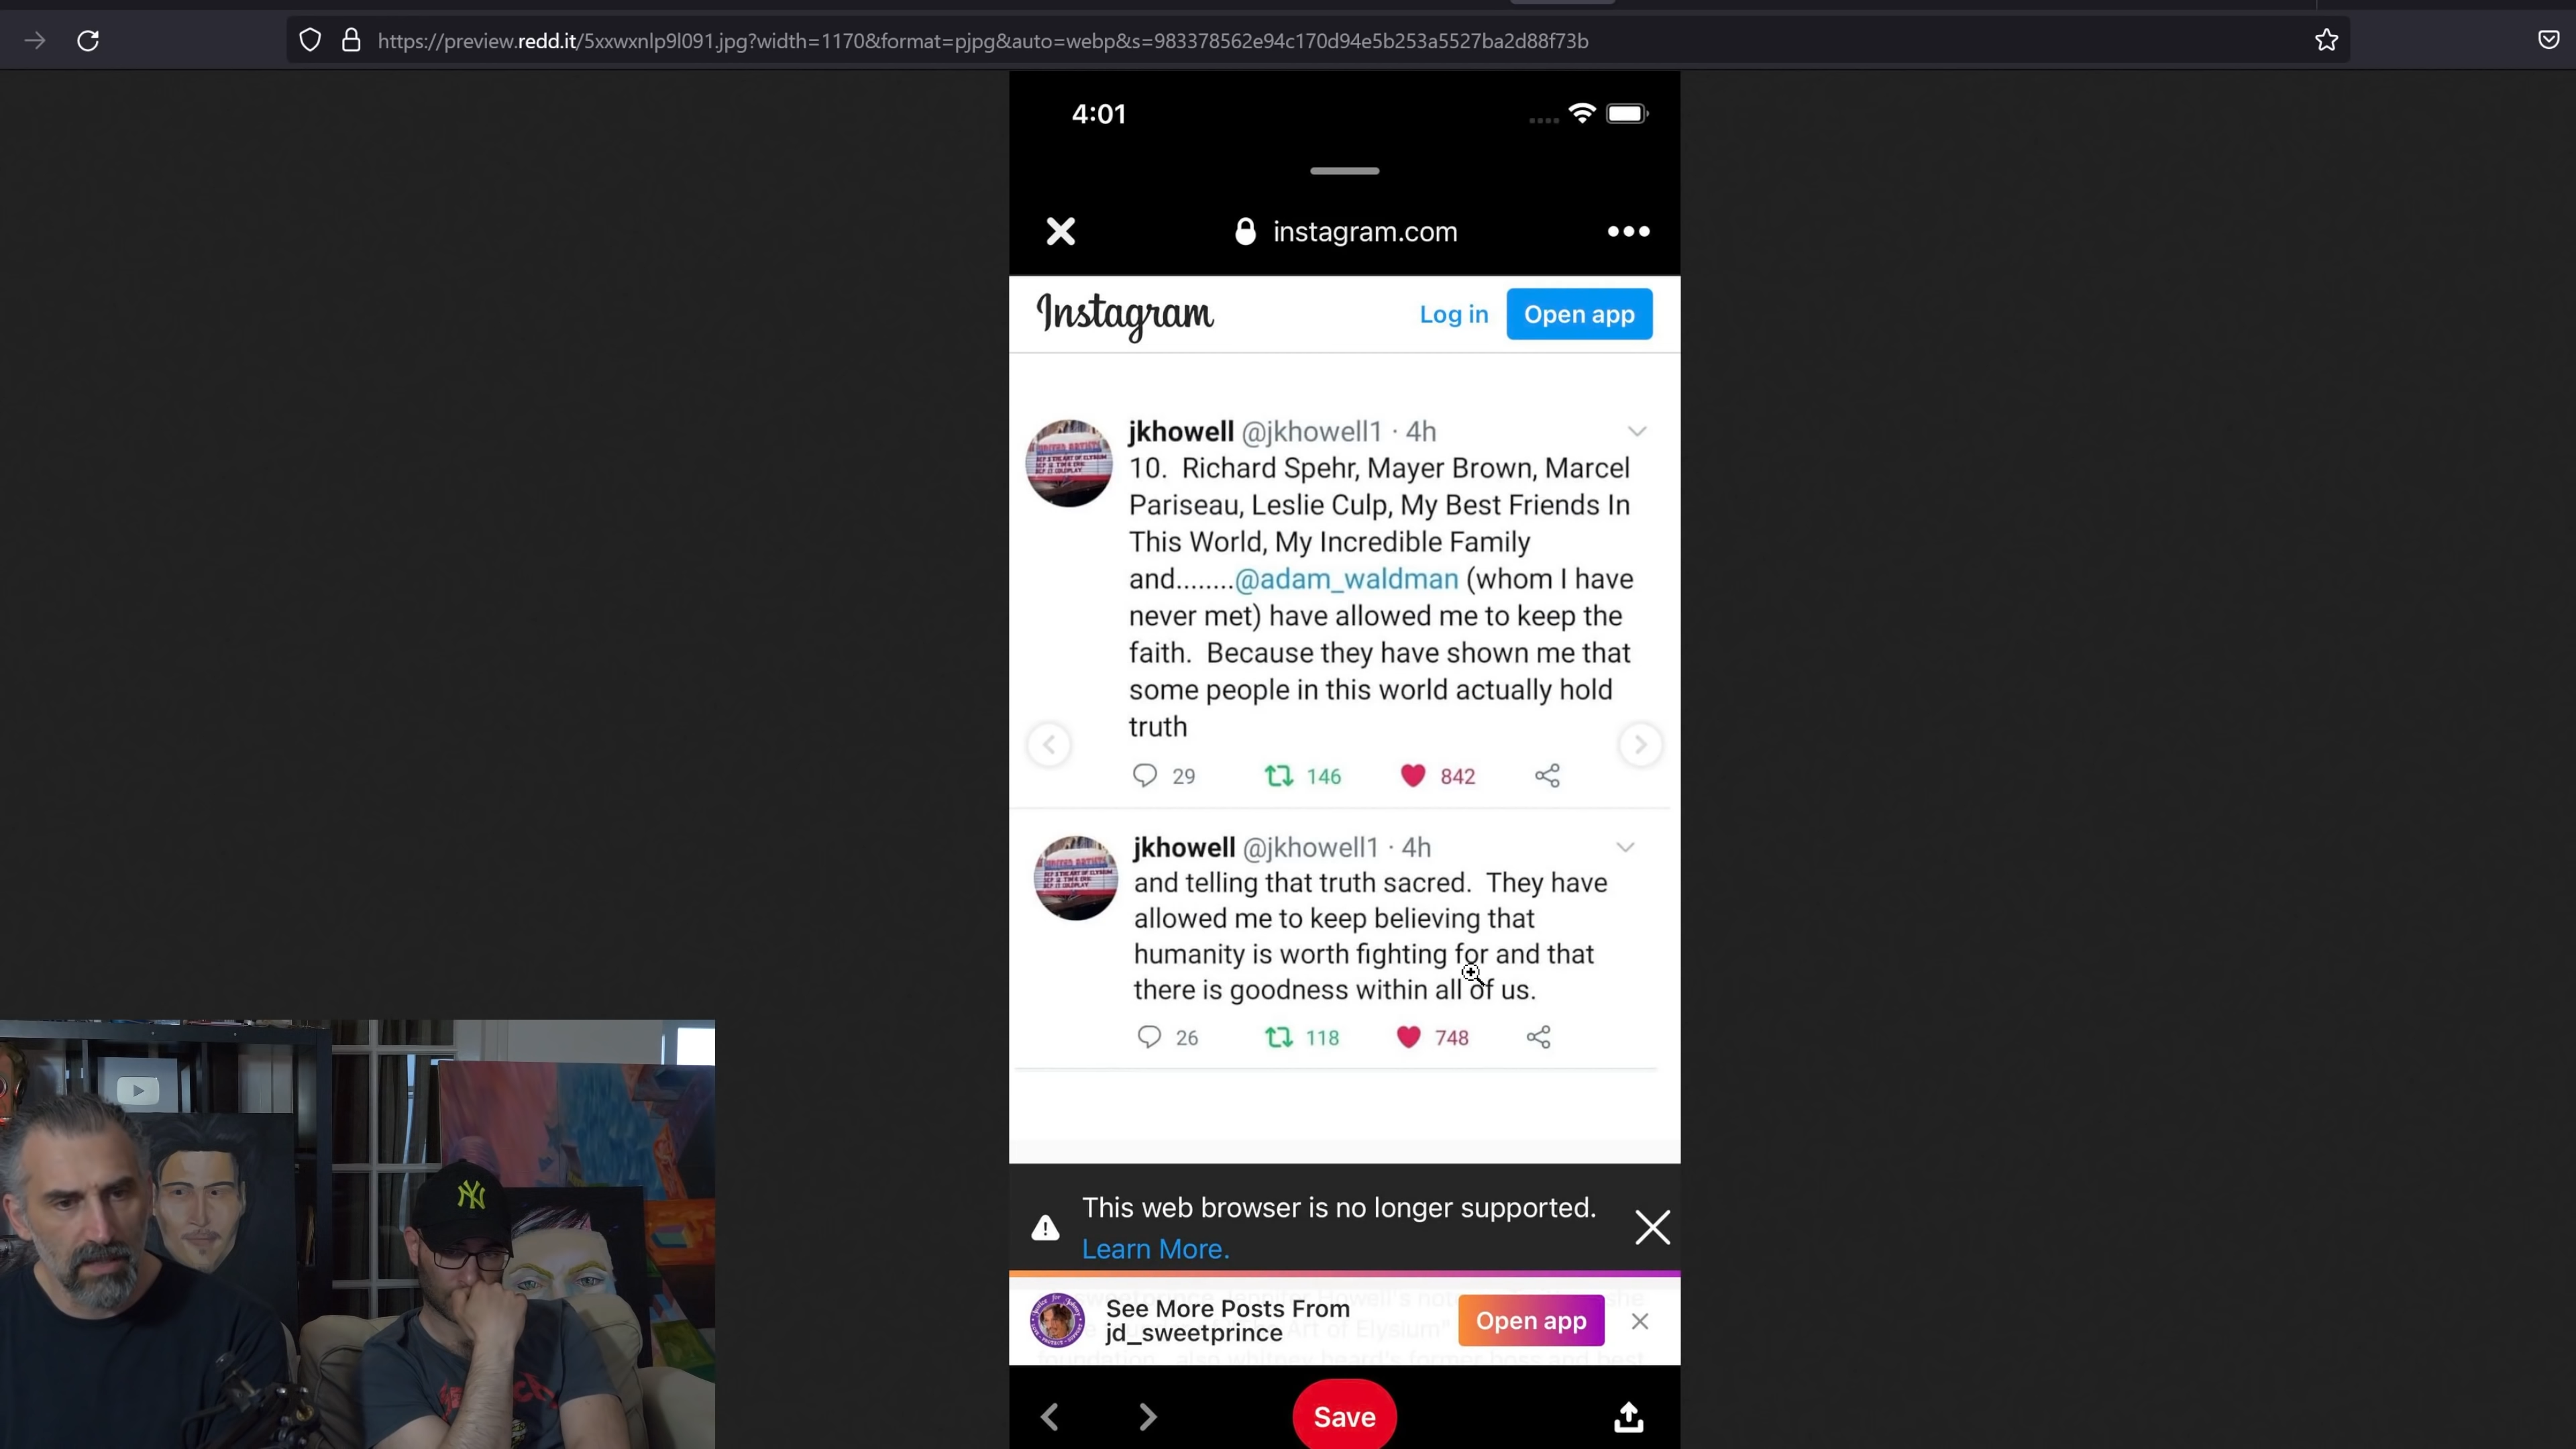 https://preview.redd.it/5xxwxnlp9l091.jpg?width=1170&format=pjpg&auto=webp&s=983378562e94c170d94e5b253a5527ba2d88f73b
4:01
instagram.com
Instagram
Log in
Open app
jkhowell @jkhowell1 · 4h
10. Richard Spehr, Mayer Brown, Marcel
Pariseau, Leslie Culp, My Best Friends In
This World, My Incredible Family
and........@adam_waldman (whom I have
never met) have allowed me to keep the
faith. Because they have shown me that
some people in this world actually hold
truth
29 146 842
jkhowell @jkhowell1 · 4h
and telling that truth sacred. They have
allowed me to keep believing that
humanity is worth fighting for and that
there is goodness within all of us.
26 118 748
This web browser is no longer supported.
Learn More.
See More Posts From
jd_sweetprince
Open app
Save
NY